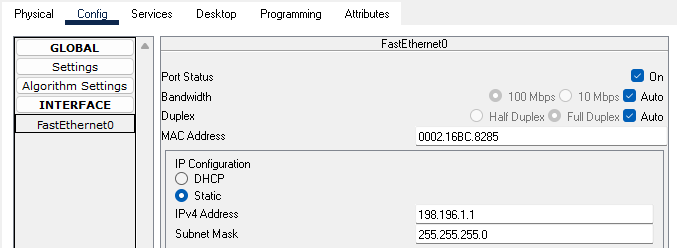 Physical Config Services Desktop Programming Attributes
GLOBAL
Settings
Algorithm Settings
INTERFACE
FastEthernet0
FastEthernet0
Port Status On
Bandwidth 100 Mbps 10 Mbps Auto
Duplex Half Duplex Full Duplex Auto
MAC Address 0002.16BC.8285
IP Configuration
DHCP
Static
IPv4 Address 198.196.1.1
Subnet Mask 255.255.255.0